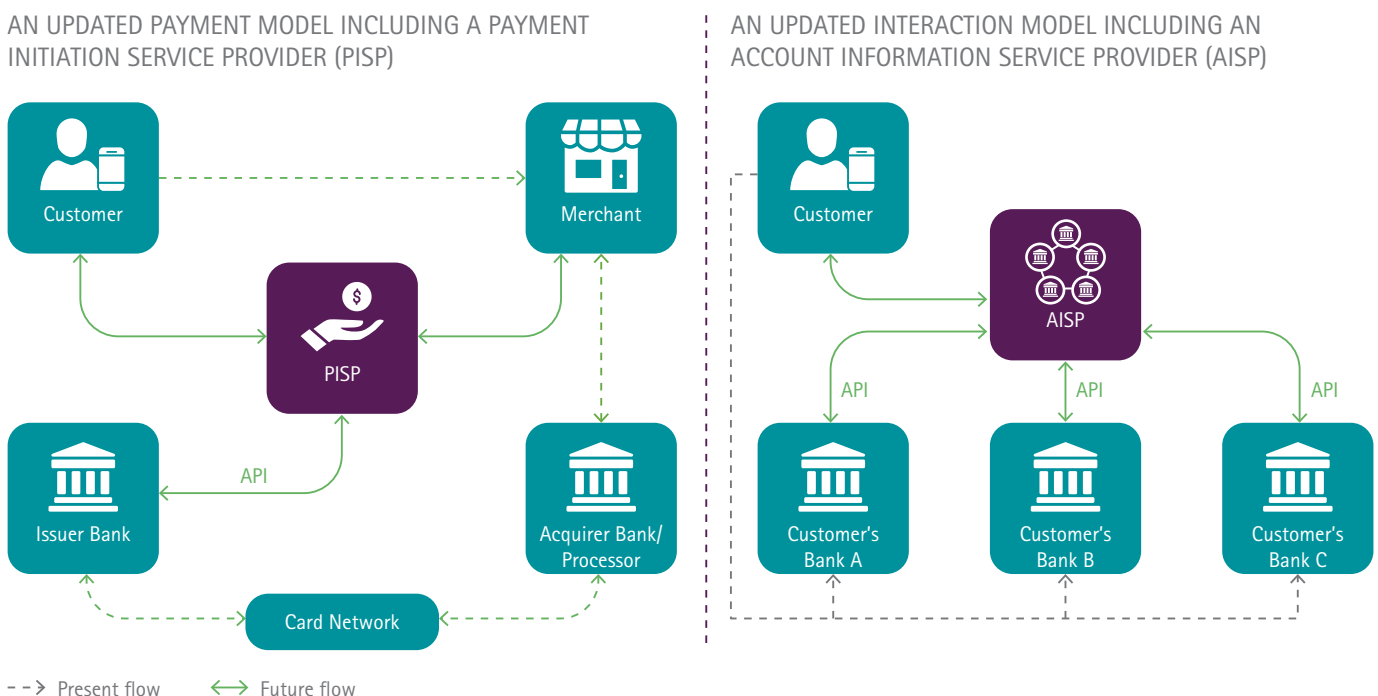 AN UPDATED PAYMENT MODEL INCLUDING A PAYMENT
INITIATION SERVICE PROVIDER (PISP)
Customer
Merchant
$
PISP
API
Issuer Bank
Acquirer Bank/
Processor
Card Network
Present flow
Future flow
AN UPDATED INTERACTION MODEL INCLUDING AN
ACCOUNT INFORMATION SERVICE PROVIDER (AISP)
Customer
AISP
API
API
API
Customer's
Bank A
Customer's
Bank B
Customer's
Bank C